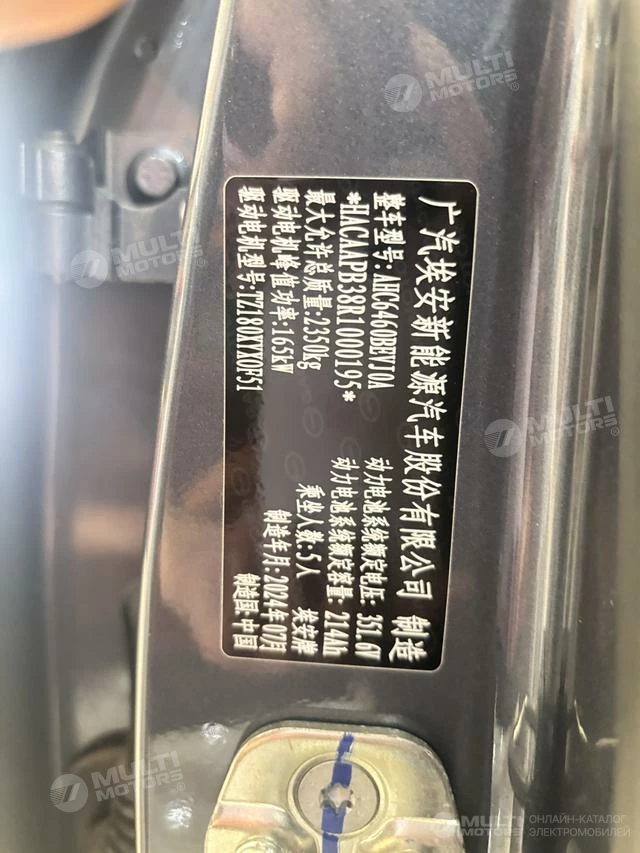 广汽埃安新能源汽车股份有限公司 制造
整车型号:AHC6460BEVJ0A 动力电池系统额定电压: 351.6V
*HACAAPB38R1000195* 动力电池系统额定容量: 214Ah
最大允许总质量:2350kg 乘坐人数:5人 埃安牌
驱动电机峰值功率:165kW 制造年月:2024年07月
驱动电机型号:TZ180XYX0F51 制造国:中国
MULTI
MOTORS®
MULTI
MOTORS®
MULTI
MOTORS®
MULTI
MOTORS®
MULTI
MOTORS®
ОНЛАЙН-КАТАЛОГ
ЭЛЕКТРОМОБИЛЕЙ